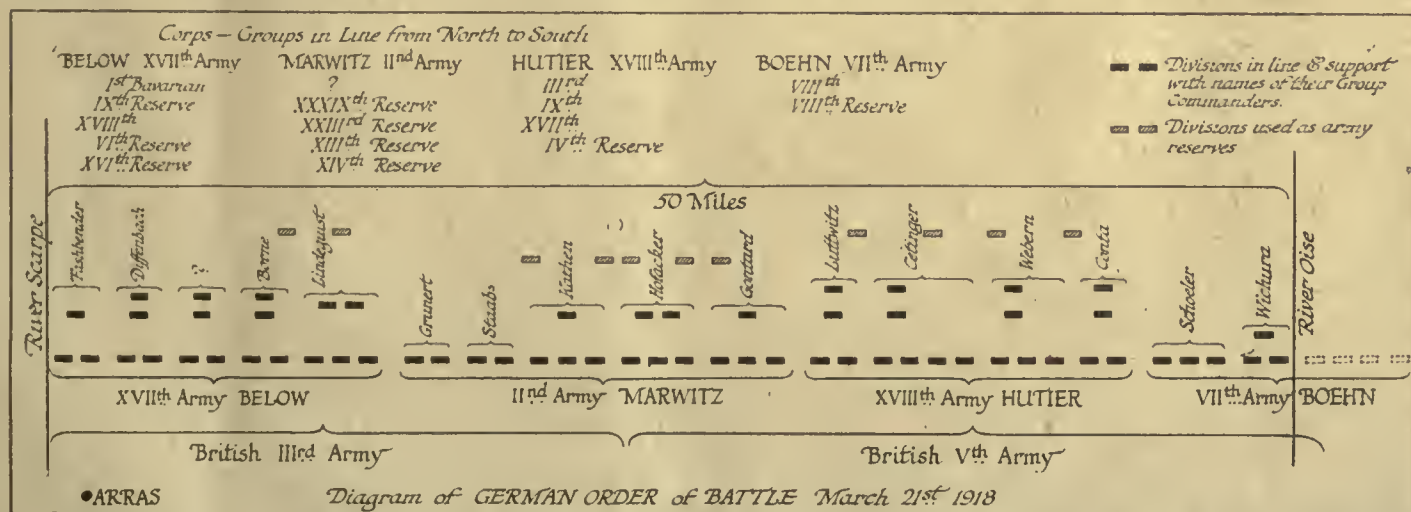 Corps – Groups in Line from North to South
BELOW XVIIth Army
Ist Bavarian
IXth Reserve
XVIIIth
VIth Reserve
XVIth Reserve
MARWITZ IInd Army
?
XXXIXth Reserve
XXIIIrd Reserve
XIIIth Reserve
XIVth Reserve
HUTIER XVIIIth Army
IIIrd
IXth
XVIIth
IVth Reserve
BOEHN VIIth Army
VIIIth
VIIIth Reserve
Divisions in line & support
with names of their Group
Commanders.
Divisions used as army
reserves
50 Miles
River Scarpe
Fashbender
Diffenbach
?
Borne
Lindequist
Grunert
Staabs
Kathen
Hofacker
Gontard
Luttwitz
Cettinger
Webern
Conta
Schoder
Wichura
River Oise
XVIIth Army BELOW
IInd Army MARWITZ
XVIIIth Army HUTIER
VIIth Army BOEHN
British IIIrd Army
British Vth Army
•ARRAS
Diagram of GERMAN ORDER of BATTLE March 21st 1918